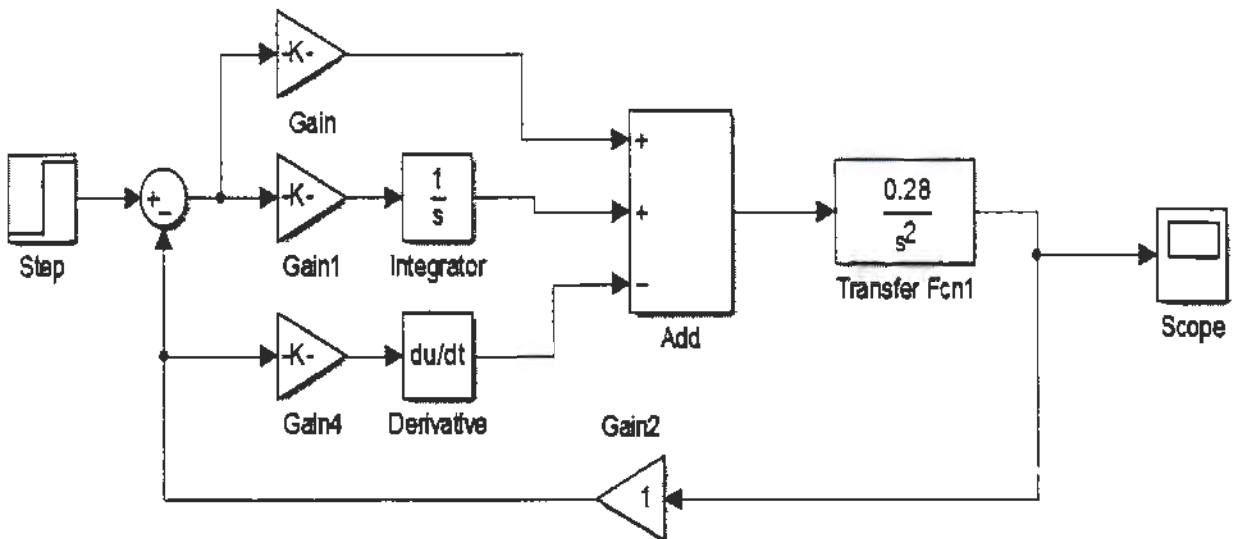 -K-
Gain
Step
+
-
-K-
Gain1
1
s
Integrator
-K-
Gain4
du/dt
Derivative
+
+
-
Add
0.28
s2
Transfer Fcn1
Scope
Gain2
1